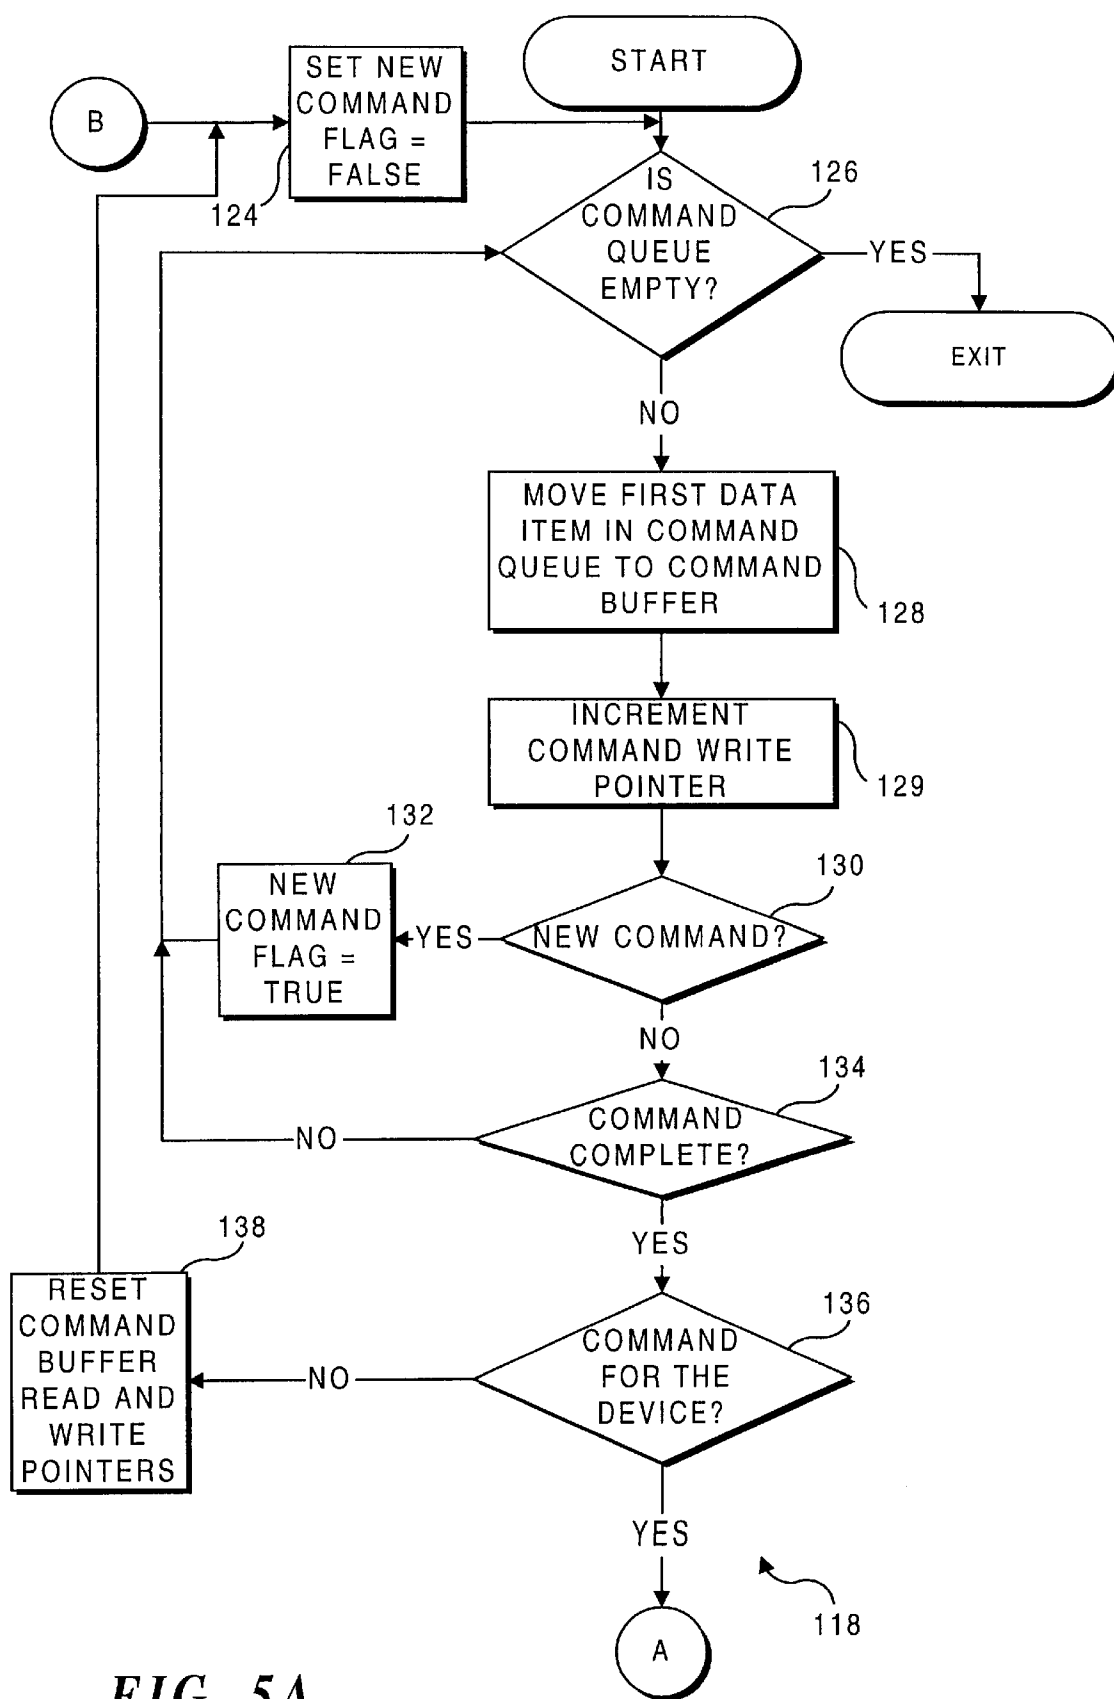 START
B
SET NEW
COMMAND
FLAG =
FALSE
124
IS
COMMAND
QUEUE
EMPTY?
126
YES
EXIT
NO
MOVE FIRST DATA
ITEM IN COMMAND
QUEUE TO COMMAND
BUFFER
128
INCREMENT
COMMAND WRITE
POINTER
129
132
NEW
COMMAND
FLAG =
TRUE
YES
NEW COMMAND?
130
NO
134
COMMAND
COMPLETE?
NO
YES
138
RESET
COMMAND
BUFFER
READ AND
WRITE
POINTERS
NO
COMMAND
FOR THE
DEVICE?
136
YES
118
A
FIG. 5A